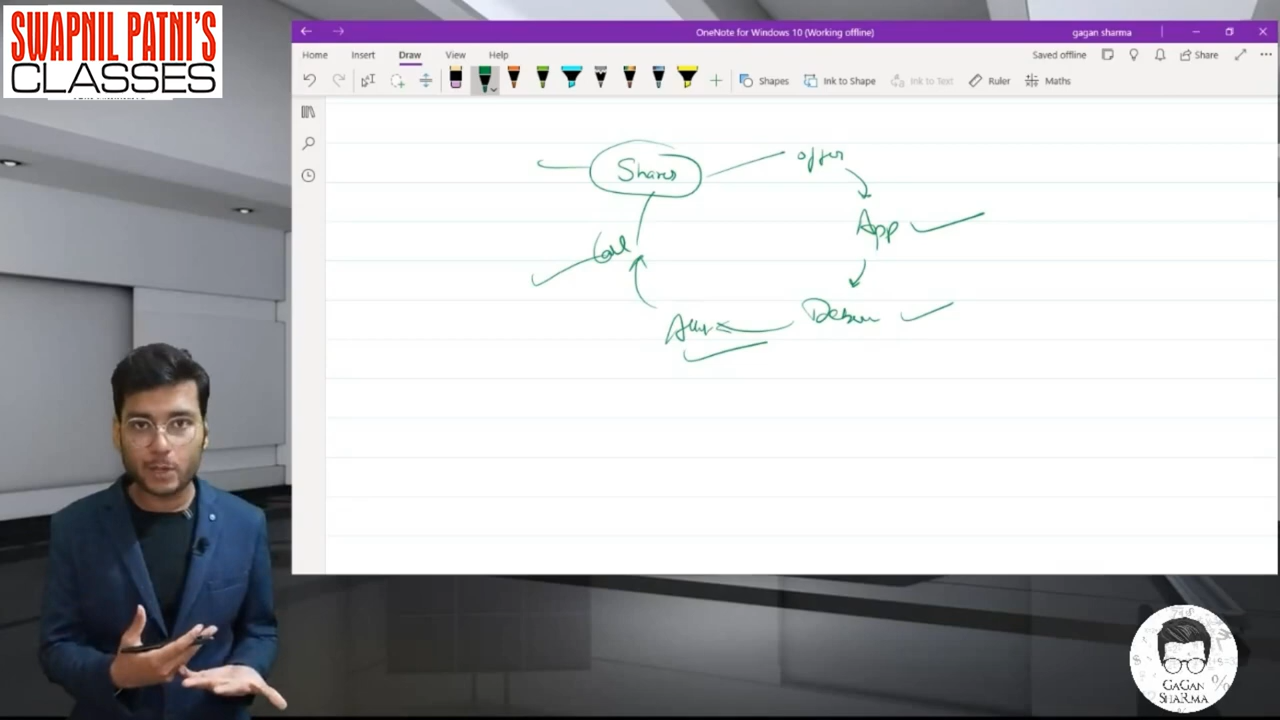 SWAPNIL PATNI'S
CLASSES
OneNote for Windows 10 (Working offline)
gagan sharma
Home Insert Draw View Help
Saved offline
Share
Shapes
Ink to Shape
Ink to Text
Ruler
Maths
Shares
offer
App
Call
GAGAN
SHARMA